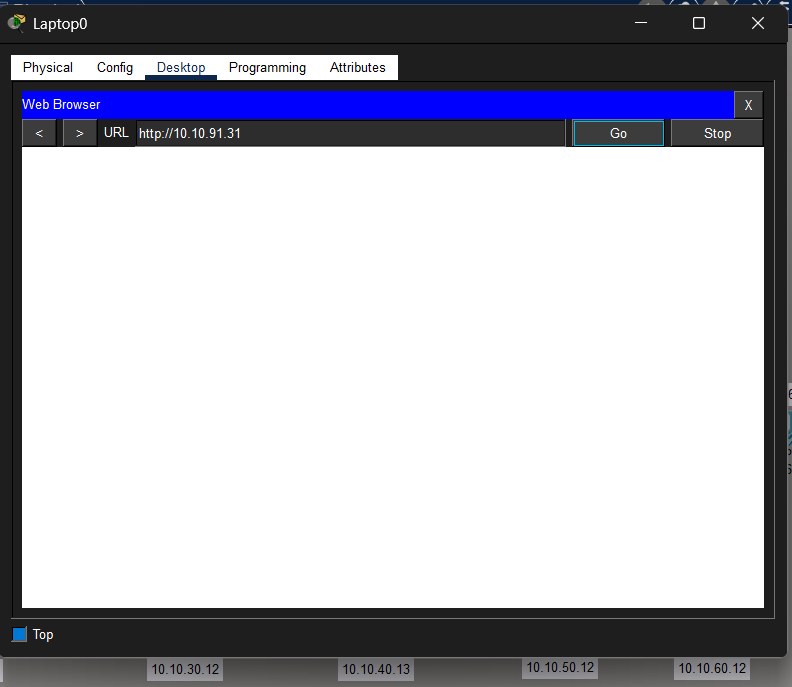 Laptop0
Physical Config Desktop Programming Attributes
Web Browser X
< > URL http://10.10.91.31 Go Stop
Top
10.10.30.12 10.10.40.13 10.10.50.12 10.10.60.12